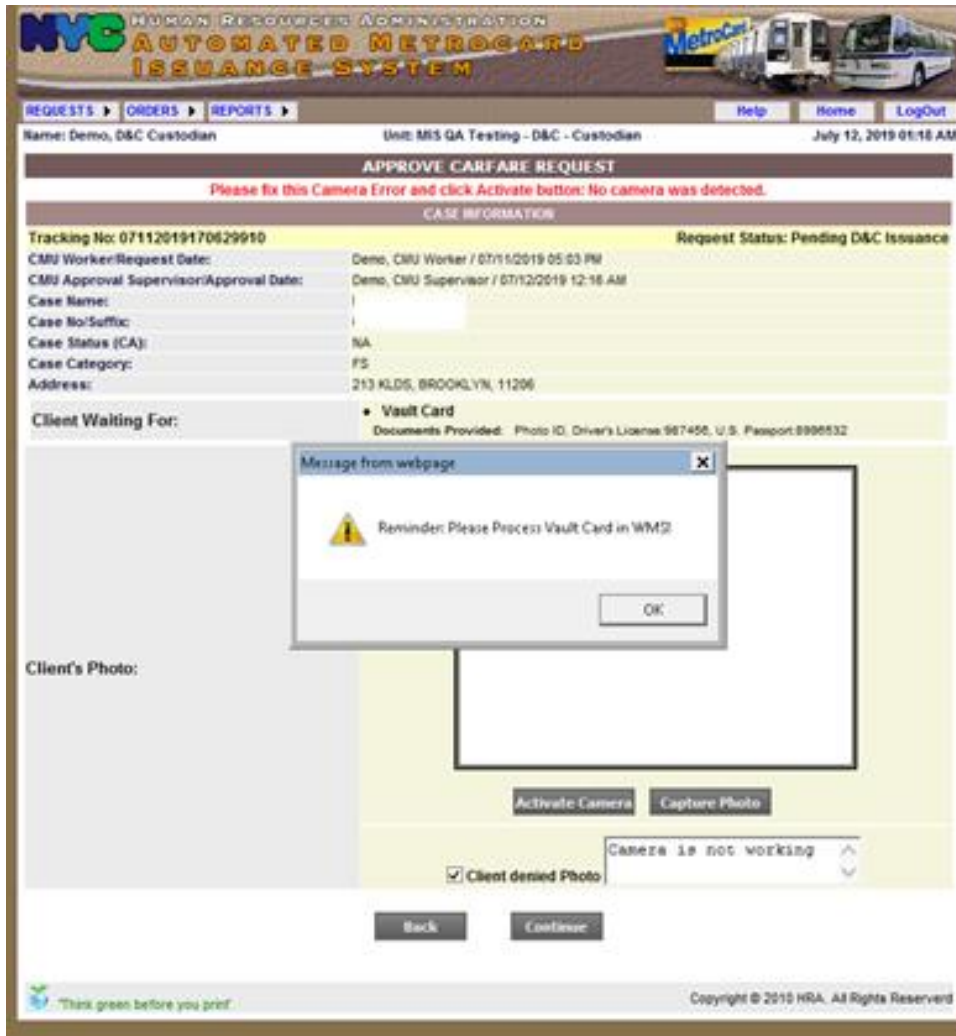 NYC HUMAN RESOURCES ADMINISTRATION
AUTOMATED METROCARD
ISSUANCE SYSTEM
MetroCard
REQUESTS ORDERS REPORTS Help Home LogOut
Name: Demo, D&C Custodian Unit: MIS QA Testing - D&C - Custodian July 12, 2019 01:18 AM
APPROVE CARFARE REQUEST
Please fix this Camera Error and click Activate button: No camera was detected.
CASE INFORMATION
Tracking No: 07112019170629910 Request Status: Pending D&C Issuance
CMU Worker/Request Date: Demo, CMU Worker / 07/11/2019 05:03 PM
CMU Approval Supervisor/Approval Date: Demo, CMU Supervisor / 07/12/2019 12:16 AM
Case Name:
Case No/Suffix:
Case Status (CA): NA
Case Category: FS
Address: 213 KLDS, BROOKLYN, 11206
Client Waiting For: • Vault Card
Documents Provided: Photo ID, Driver's License:987456, U.S. Passport:8996532
Message from webpage
Reminder: Please Process Vault Card in WMS!
OK
Client's Photo:
Activate Camera Capture Photo
Camera is not working
Client denied Photo
Back Continue
"Think green before you print" Copyright © 2010 HRA. All Rights Reserverd